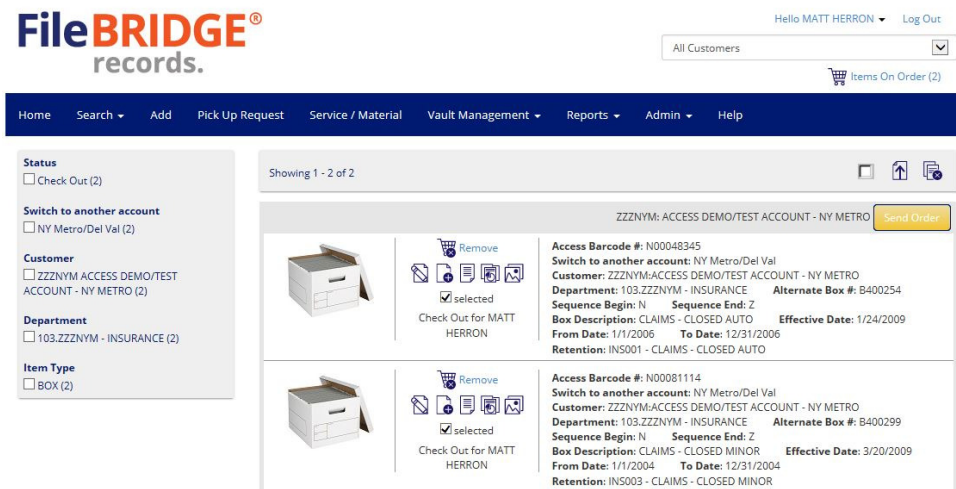 FileBRIDGE®
records.
Hello MATT HERRON Log Out
All Customers
Items On Order (2)
Home Search Add Pick Up Request Service / Material Vault Management Reports Admin Help
Status
Check Out (2)
Switch to another account
NY Metro/Del Val (2)
Customer
ZZZNYM ACCESS DEMO/TEST
ACCOUNT - NY METRO (2)
Department
103.ZZZNYM - INSURANCE (2)
Item Type
BOX (2)
Showing 1 - 2 of 2
ZZZNYM: ACCESS DEMO/TEST ACCOUNT - NY METRO Send Order
Remove
selected
Check Out for MATT
HERRON
Access Barcode #: N00048345
Switch to another account: NY Metro/Del Val
Customer: ZZZNYM:ACCESS DEMO/TEST ACCOUNT - NY METRO
Department: 103.ZZZNYM - INSURANCE Alternate Box #: B400254
Sequence Begin: N Sequence End: Z
Box Description: CLAIMS - CLOSED AUTO Effective Date: 1/24/2009
From Date: 1/1/2006 To Date: 12/31/2006
Retention: INS001 - CLAIMS - CLOSED AUTO
Remove
selected
Check Out for MATT
HERRON
Access Barcode #: N00081114
Switch to another account: NY Metro/Del Val
Customer: ZZZNYM:ACCESS DEMO/TEST ACCOUNT - NY METRO
Department: 103.ZZZNYM - INSURANCE Alternate Box #: B400299
Sequence Begin: N Sequence End: Z
Box Description: CLAIMS - CLOSED MINOR Effective Date: 3/20/2009
From Date: 1/1/2004 To Date: 12/31/2004
Retention: INS003 - CLAIMS - CLOSED MINOR